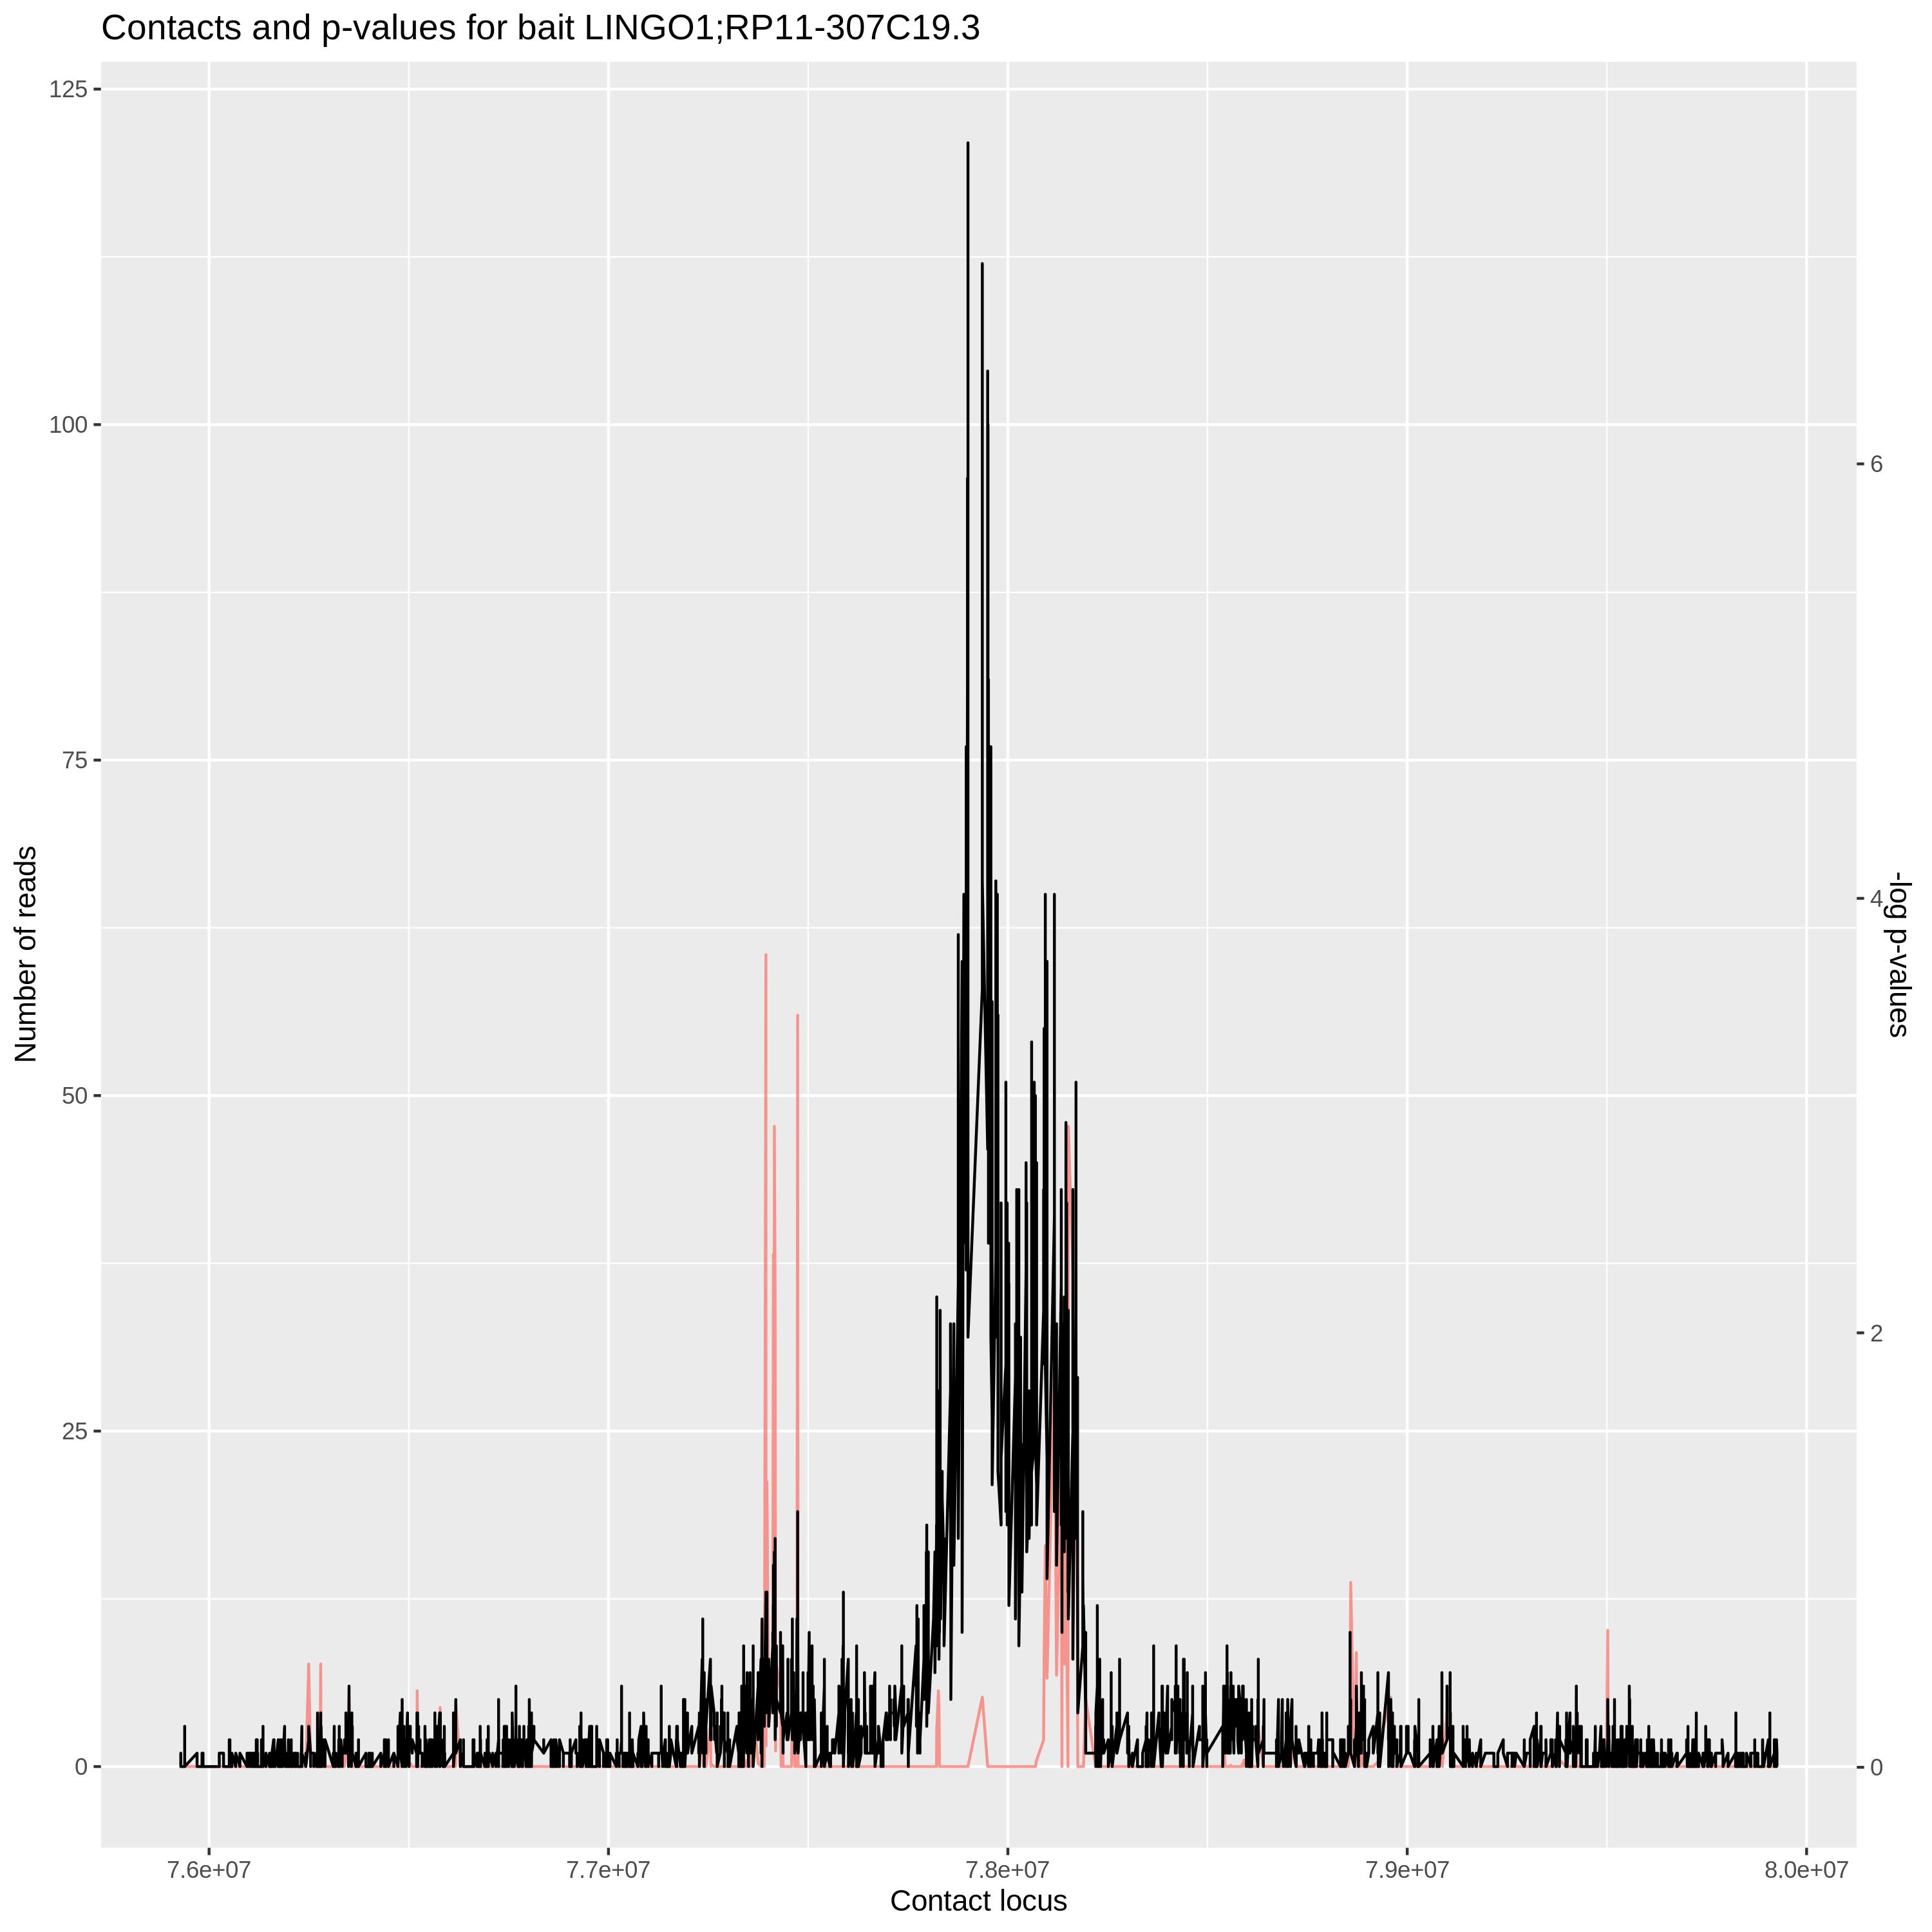 Contacts and p-values for bait LINGO1;RP11-307C19.3
125
100
75
50
25
0
Number of reads
6
4
2
0
-log p-values
7.6e+07 7.7e+07 7.8e+07 7.9e+07 8.0e+07
Contact locus